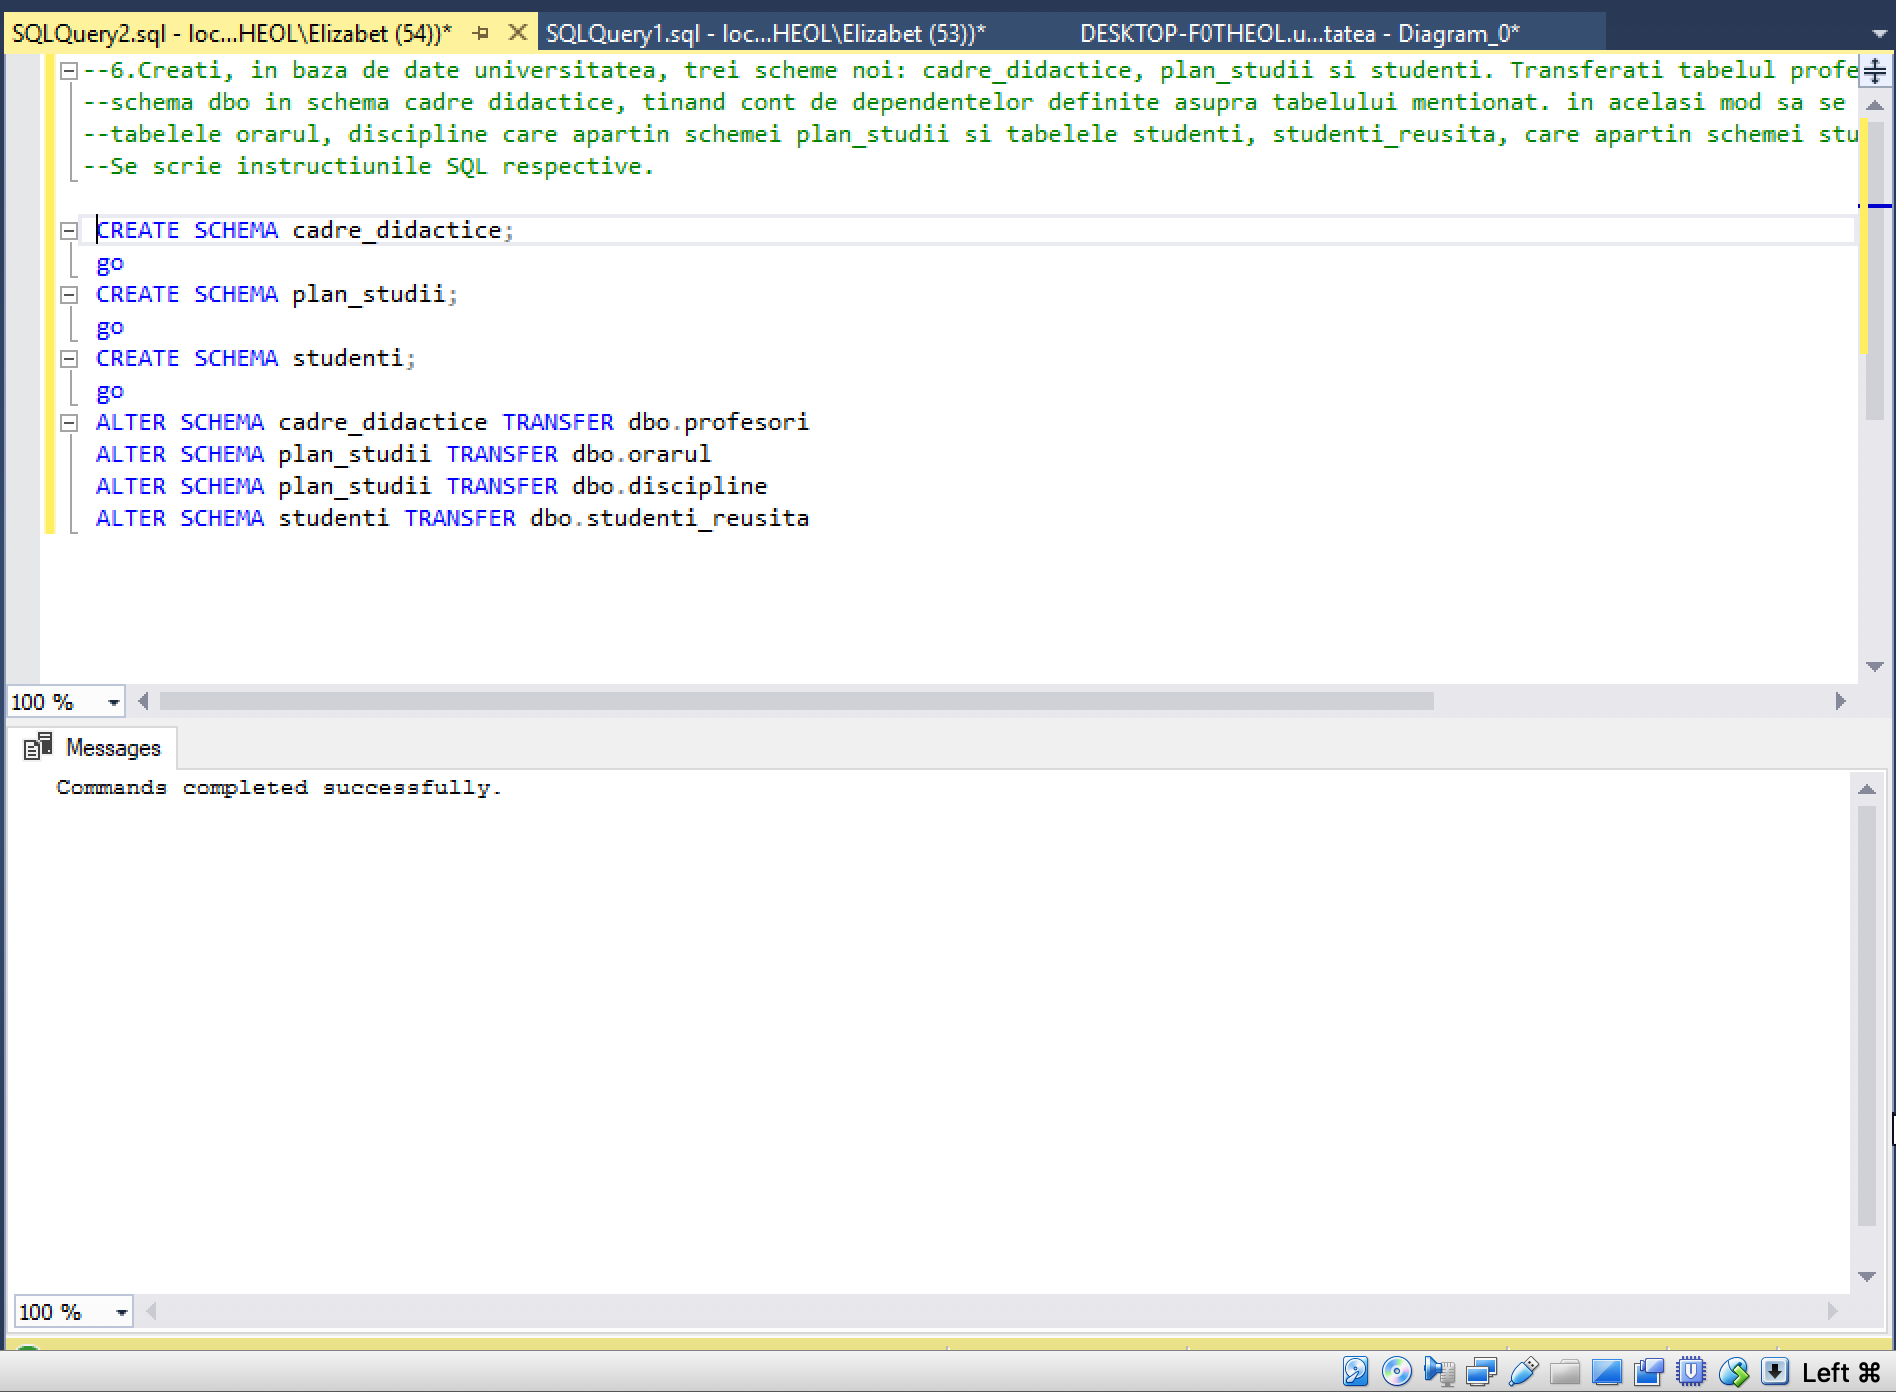 SQLQuery2.sql - loc...HEOL\Elizabet (54))*
SQLQuery1.sql - loc...HEOL\Elizabet (53))*
DESKTOP-F0THEOL.u...tatea - Diagram_0*
--6.Creati, in baza de date universitatea, trei scheme noi: cadre_didactice, plan_studii si studenti. Transferati tabelul profe
--schema dbo in schema cadre didactice, tinand cont de dependentelor definite asupra tabelului mentionat. in acelasi mod sa se
--tabelele orarul, discipline care apartin schemei plan_studii si tabelele studenti, studenti_reusita, care apartin schemei stu
--Se scrie instructiunile SQL respective.
CREATE SCHEMA cadre_didactice;
go
CREATE SCHEMA plan_studii;
go
CREATE SCHEMA studenti;
go
ALTER SCHEMA cadre_didactice TRANSFER dbo.profesori
ALTER SCHEMA plan_studii TRANSFER dbo.orarul
ALTER SCHEMA plan_studii TRANSFER dbo.discipline
ALTER SCHEMA studenti TRANSFER dbo.studenti_reusita
100 %
Messages
Commands completed successfully.
100 %
Left ⌘